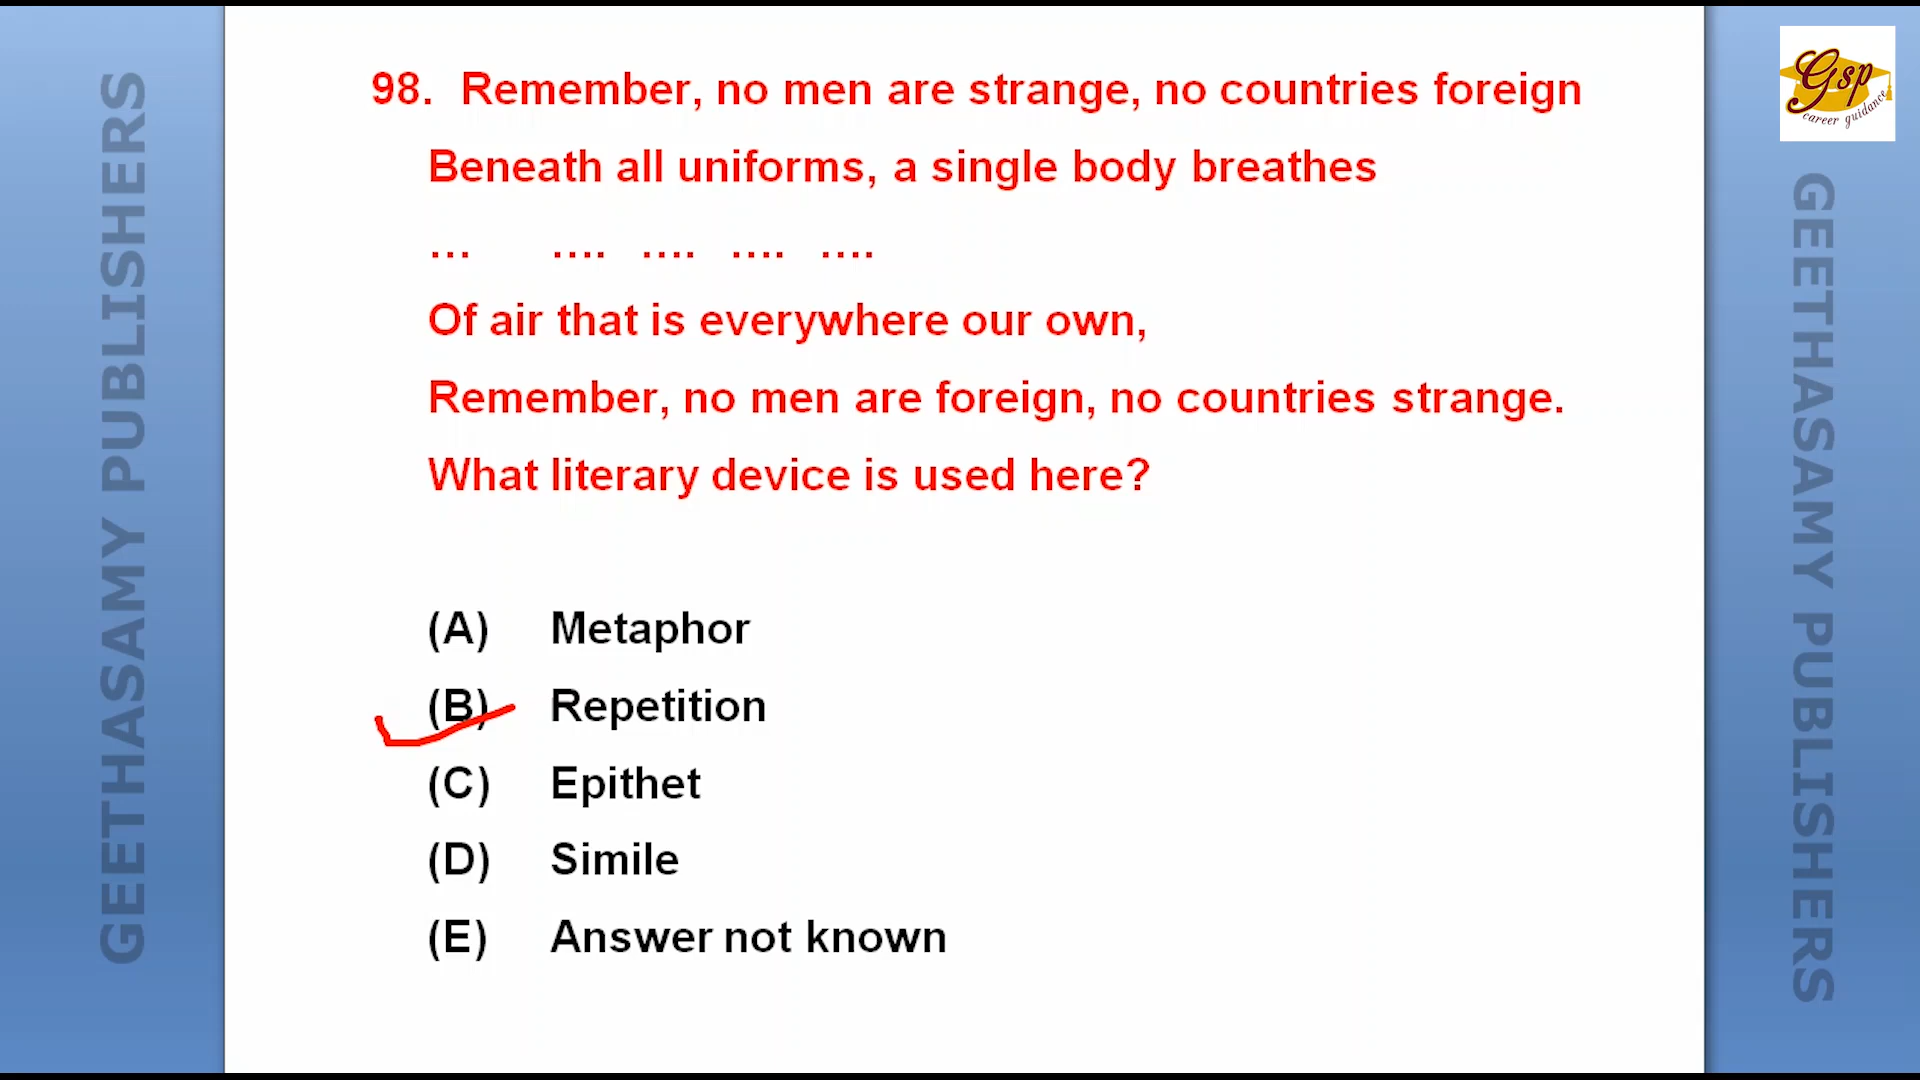 98. Remember, no men are strange, no countries foreign
Beneath all uniforms, a single body breathes
... .... .... .... ....
Of air that is everywhere our own,
Remember, no men are foreign, no countries strange.
What literary device is used here?
(A) Metaphor
(B) Repetition
(C) Epithet
(D) Simile
(E) Answer not known
GEETHASAMY PUBLISHERS
GEETHASAMY PUBLISHERS
Gsp
career guidance